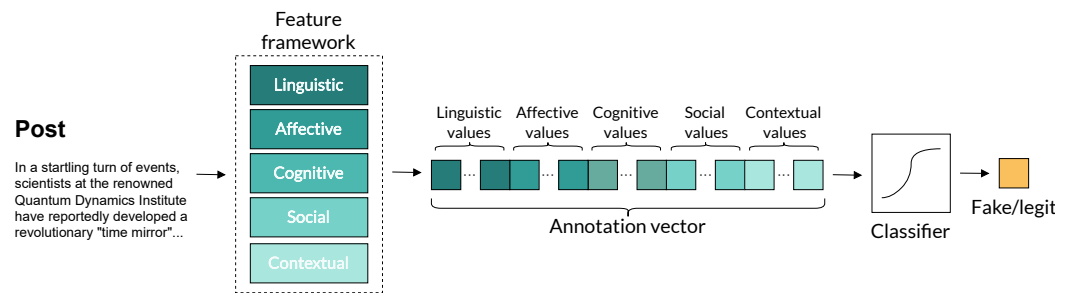 Post
In a startling turn of events,
scientists at the renowned
Quantum Dynamics Institute
have reportedly developed a
revolutionary "time mirror"...
Feature
framework
Linguistic
Affective
Cognitive
Social
Contextual
Linguistic
values
Affective
values
Cognitive
values
Social
values
Contextual
values
... ... ... ... ...
Annotation vector
Classifier
Fake/legit